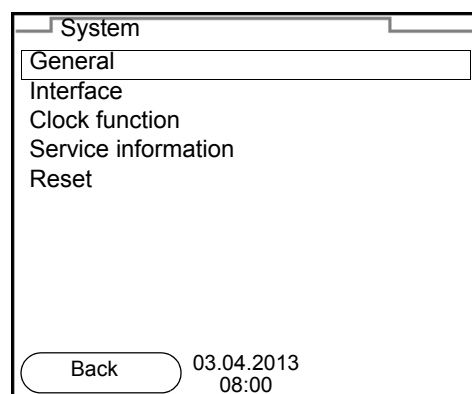 System
General
Interface
Clock function
Service information
Reset
Back
03.04.2013
08:00